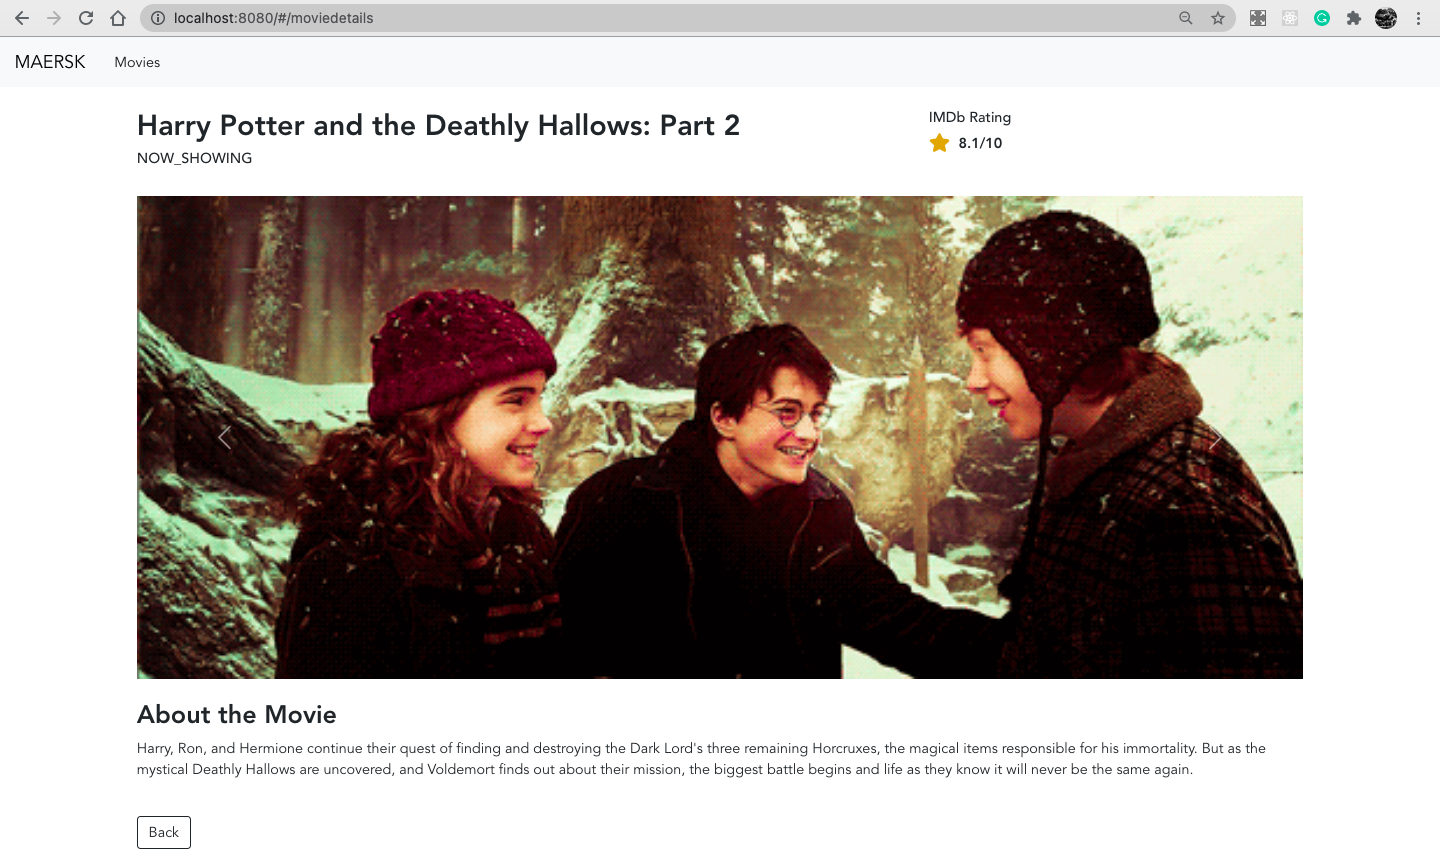 localhost:8080/#/moviedetails
MAERSK Movies
Harry Potter and the Deathly Hallows: Part 2
NOW_SHOWING
IMDb Rating
8.1/10
About the Movie
Harry, Ron, and Hermione continue their quest of finding and destroying the Dark Lord's three remaining Horcruxes, the magical items responsible for his immortality. But as the
mystical Deathly Hallows are uncovered, and Voldemort finds out about their mission, the biggest battle begins and life as they know it will never be the same again.
Back